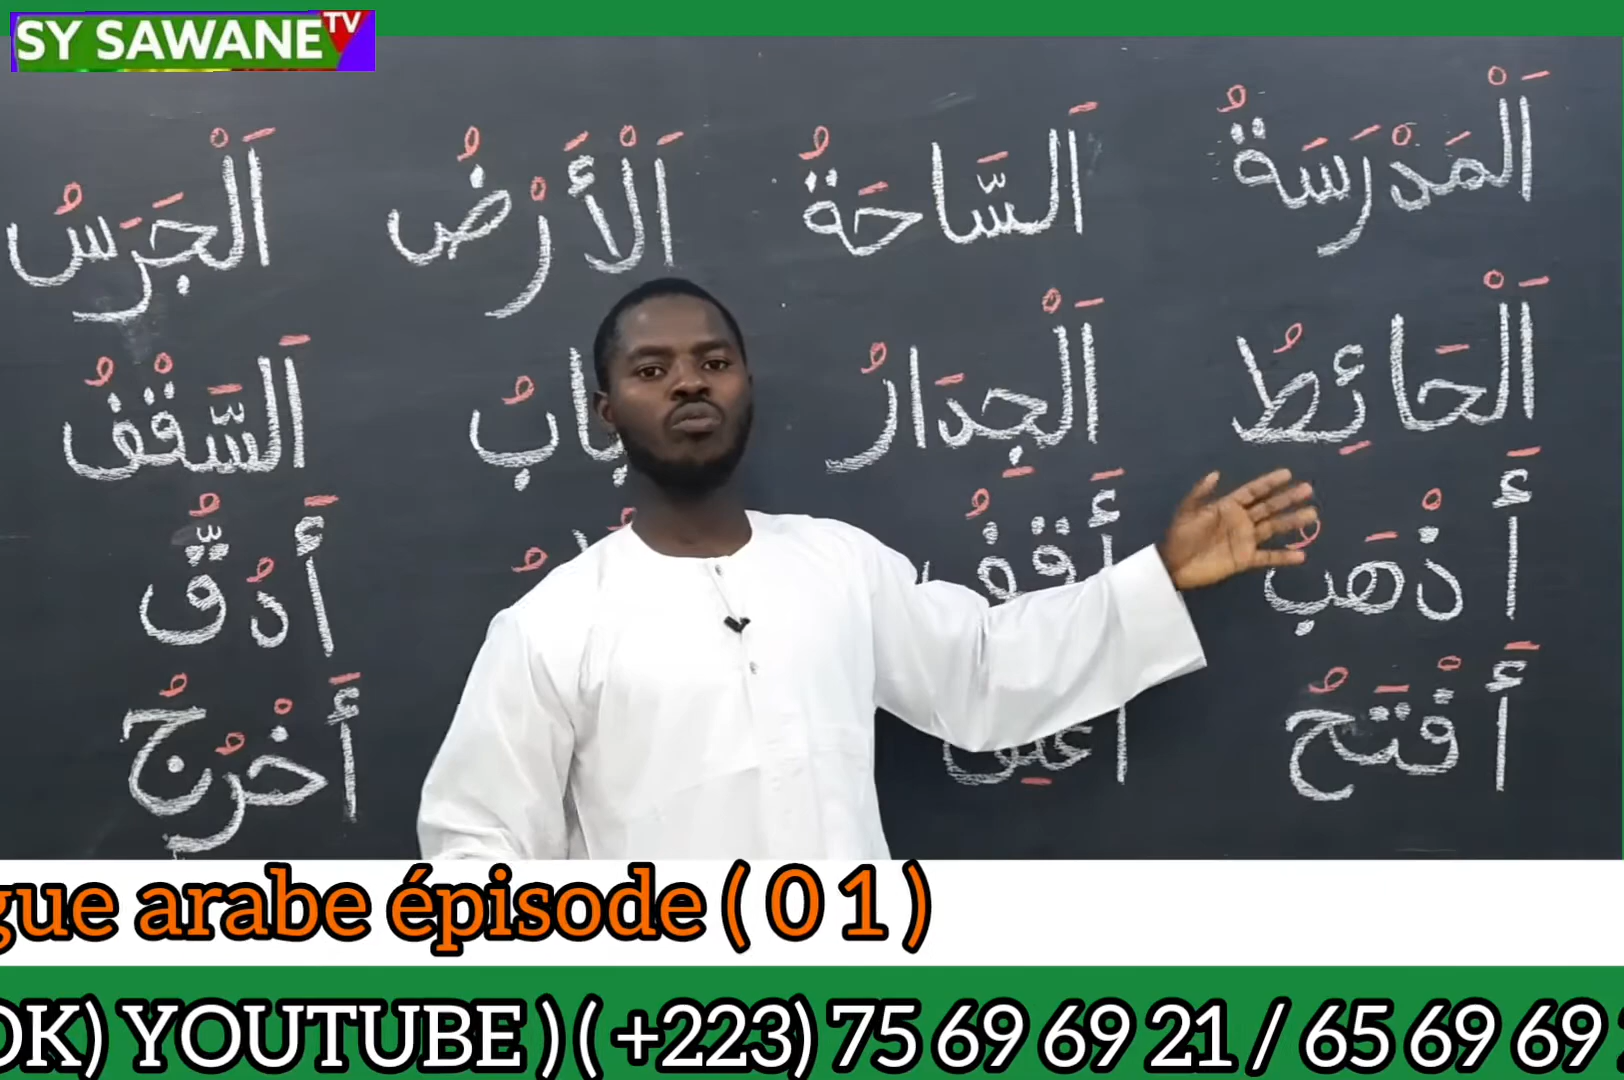 SY SAWANE TV
اَلْمَدْرَسَةُ اَلسَّاحَةُ اَلْأَرْضُ اَلْجَرَسُ
اَلْحَائِطُ اَلْجِدَارُ بَابُ اَلسَّقْفُ
أَذْهَبُ أَقِفُ أَدُقُّ
أَفْتَحُ أَخْرُجُ
gue arabe épisode ( 0 1 )
OK) YOUTUBE ) ( +223) 75 69 69 21 / 65 69 69